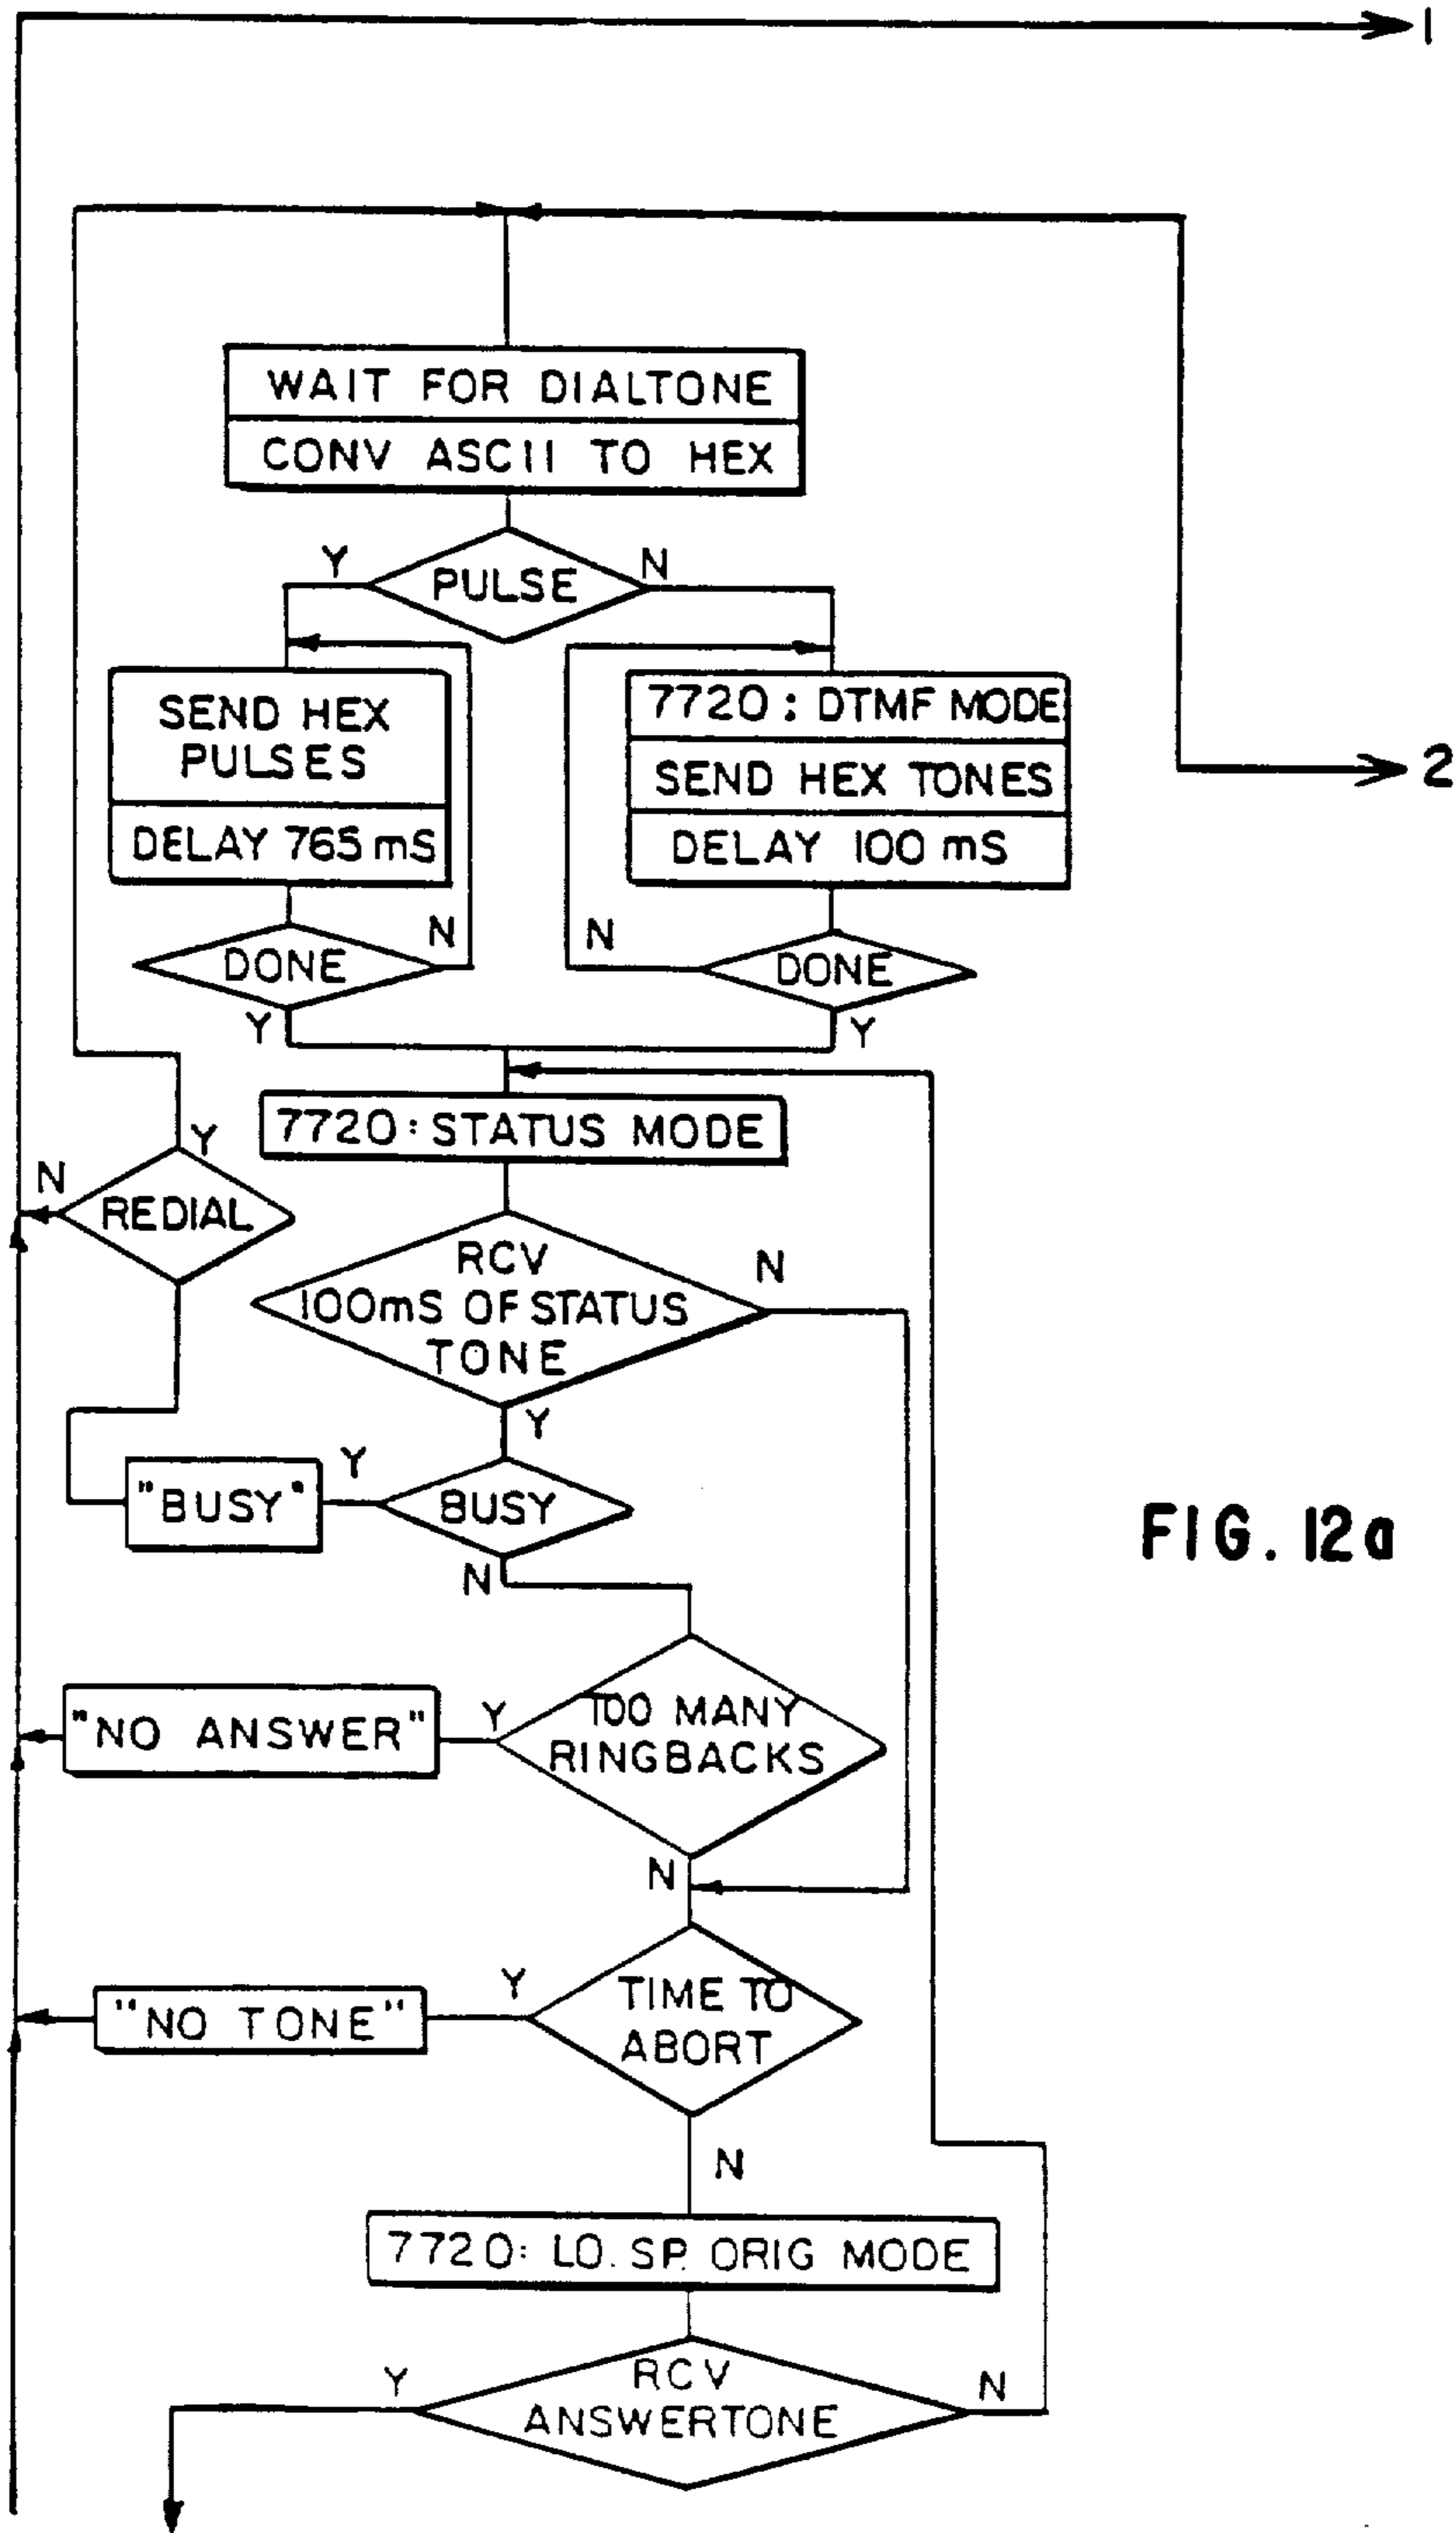 1
WAIT FOR DIALTONE
CONV ASCII TO HEX
Y
PULSE
N
SEND HEX
PULSES
DELAY 765 mS
7720: DTMF MODE
SEND HEX TONES
DELAY 100 mS
2
DONE
N
Y
N
DONE
Y
7720: STATUS MODE
Y
N
REDIAL
RCV
100mS OF STATUS
TONE
N
Y
"BUSY"
Y
BUSY
N
FIG. 12a
"NO ANSWER"
Y
TOO MANY
RINGBACKS
N
"NO TONE"
Y
TIME TO
ABORT
N
7720: LO. SP. ORIG MODE
Y
RCV
ANSWERTONE
N